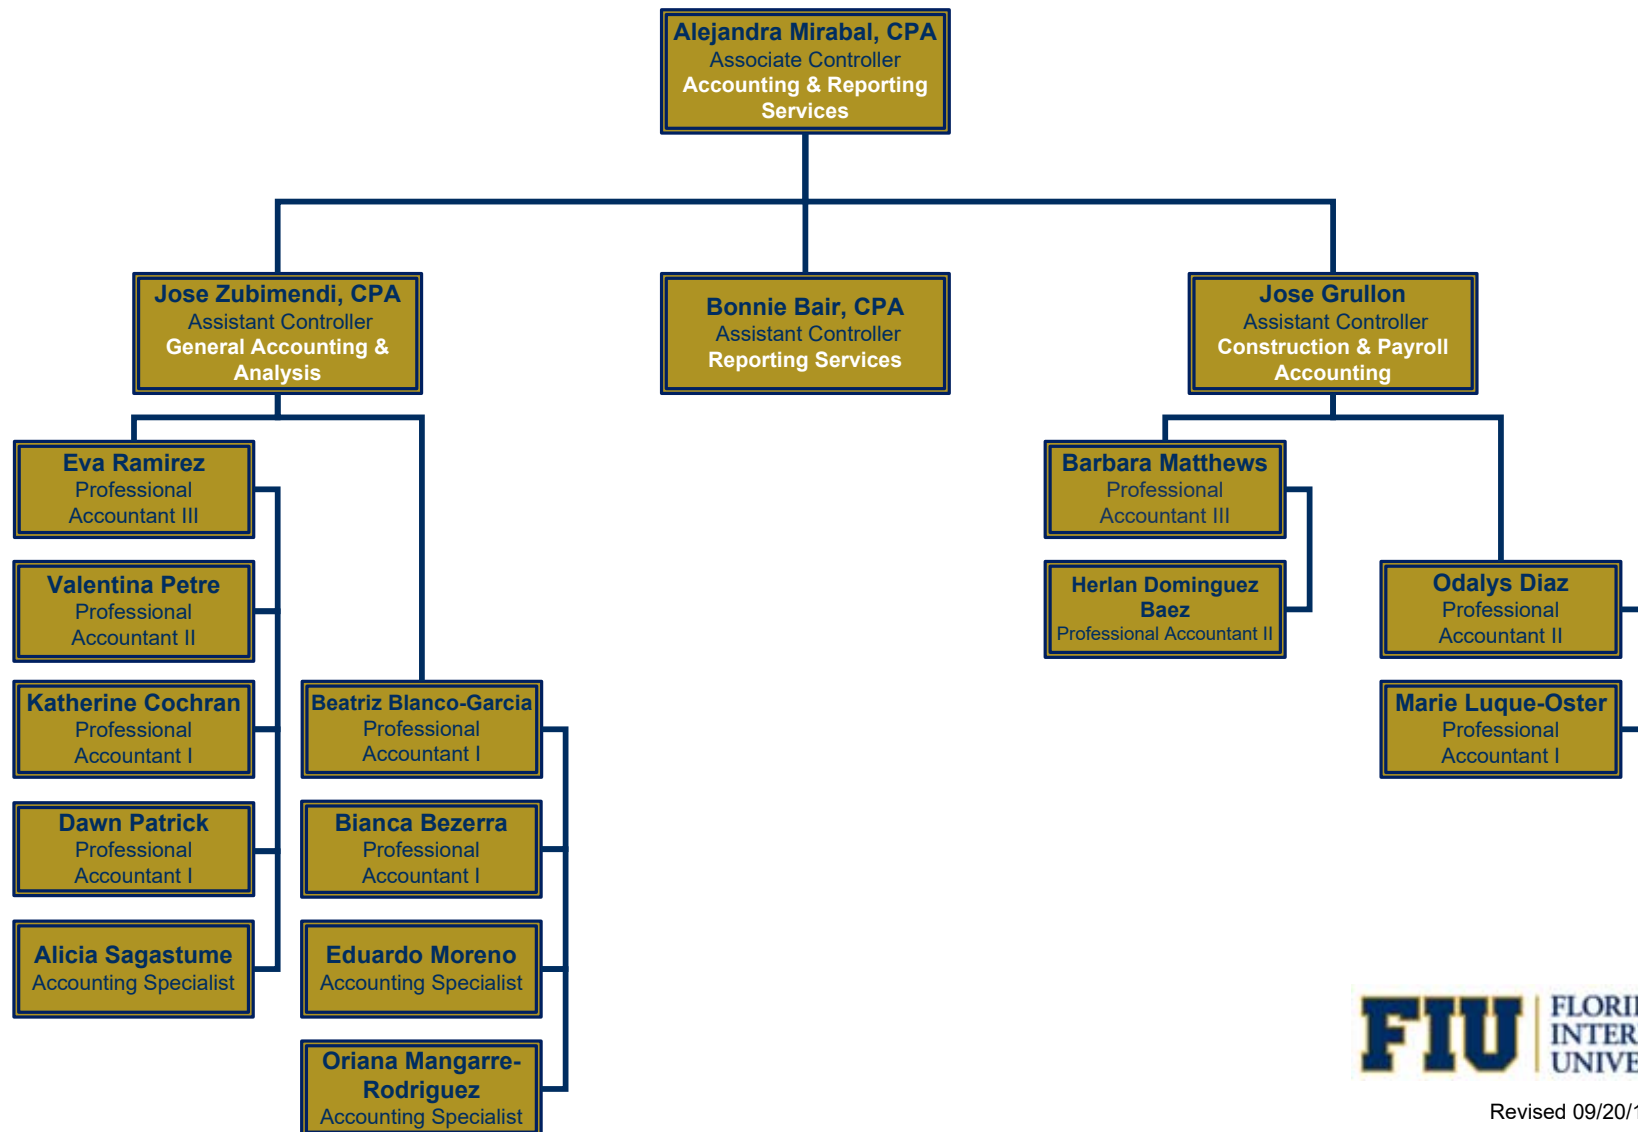 Alejandra Mirabal, CPA
Associate Controller
Accounting & Reporting
Services
Jose Zubimendi, CPA
Assistant Controller
General Accounting &
Analysis
Bonnie Bair, CPA
Assistant Controller
Reporting Services
Jose Grullon
Assistant Controller
Construction & Payroll
Accounting
Eva Ramirez
Professional
Accountant III
Valentina Petre
Professional
Accountant II
Katherine Cochran
Professional
Accountant I
Dawn Patrick
Professional
Accountant I
Alicia Sagastume
Accounting Specialist
Beatriz Blanco-Garcia
Professional
Accountant I
Bianca Bezerra
Professional
Accountant I
Eduardo Moreno
Accounting Specialist
Oriana Mangarre-
Rodriguez
Accounting Specialist
Barbara Matthews
Professional
Accountant III
Herlan Dominguez
Baez
Professional Accountant II
Odalys Diaz
Professional
Accountant II
Marie Luque-Oster
Professional
Accountant I
FIU
Revised 09/20/1